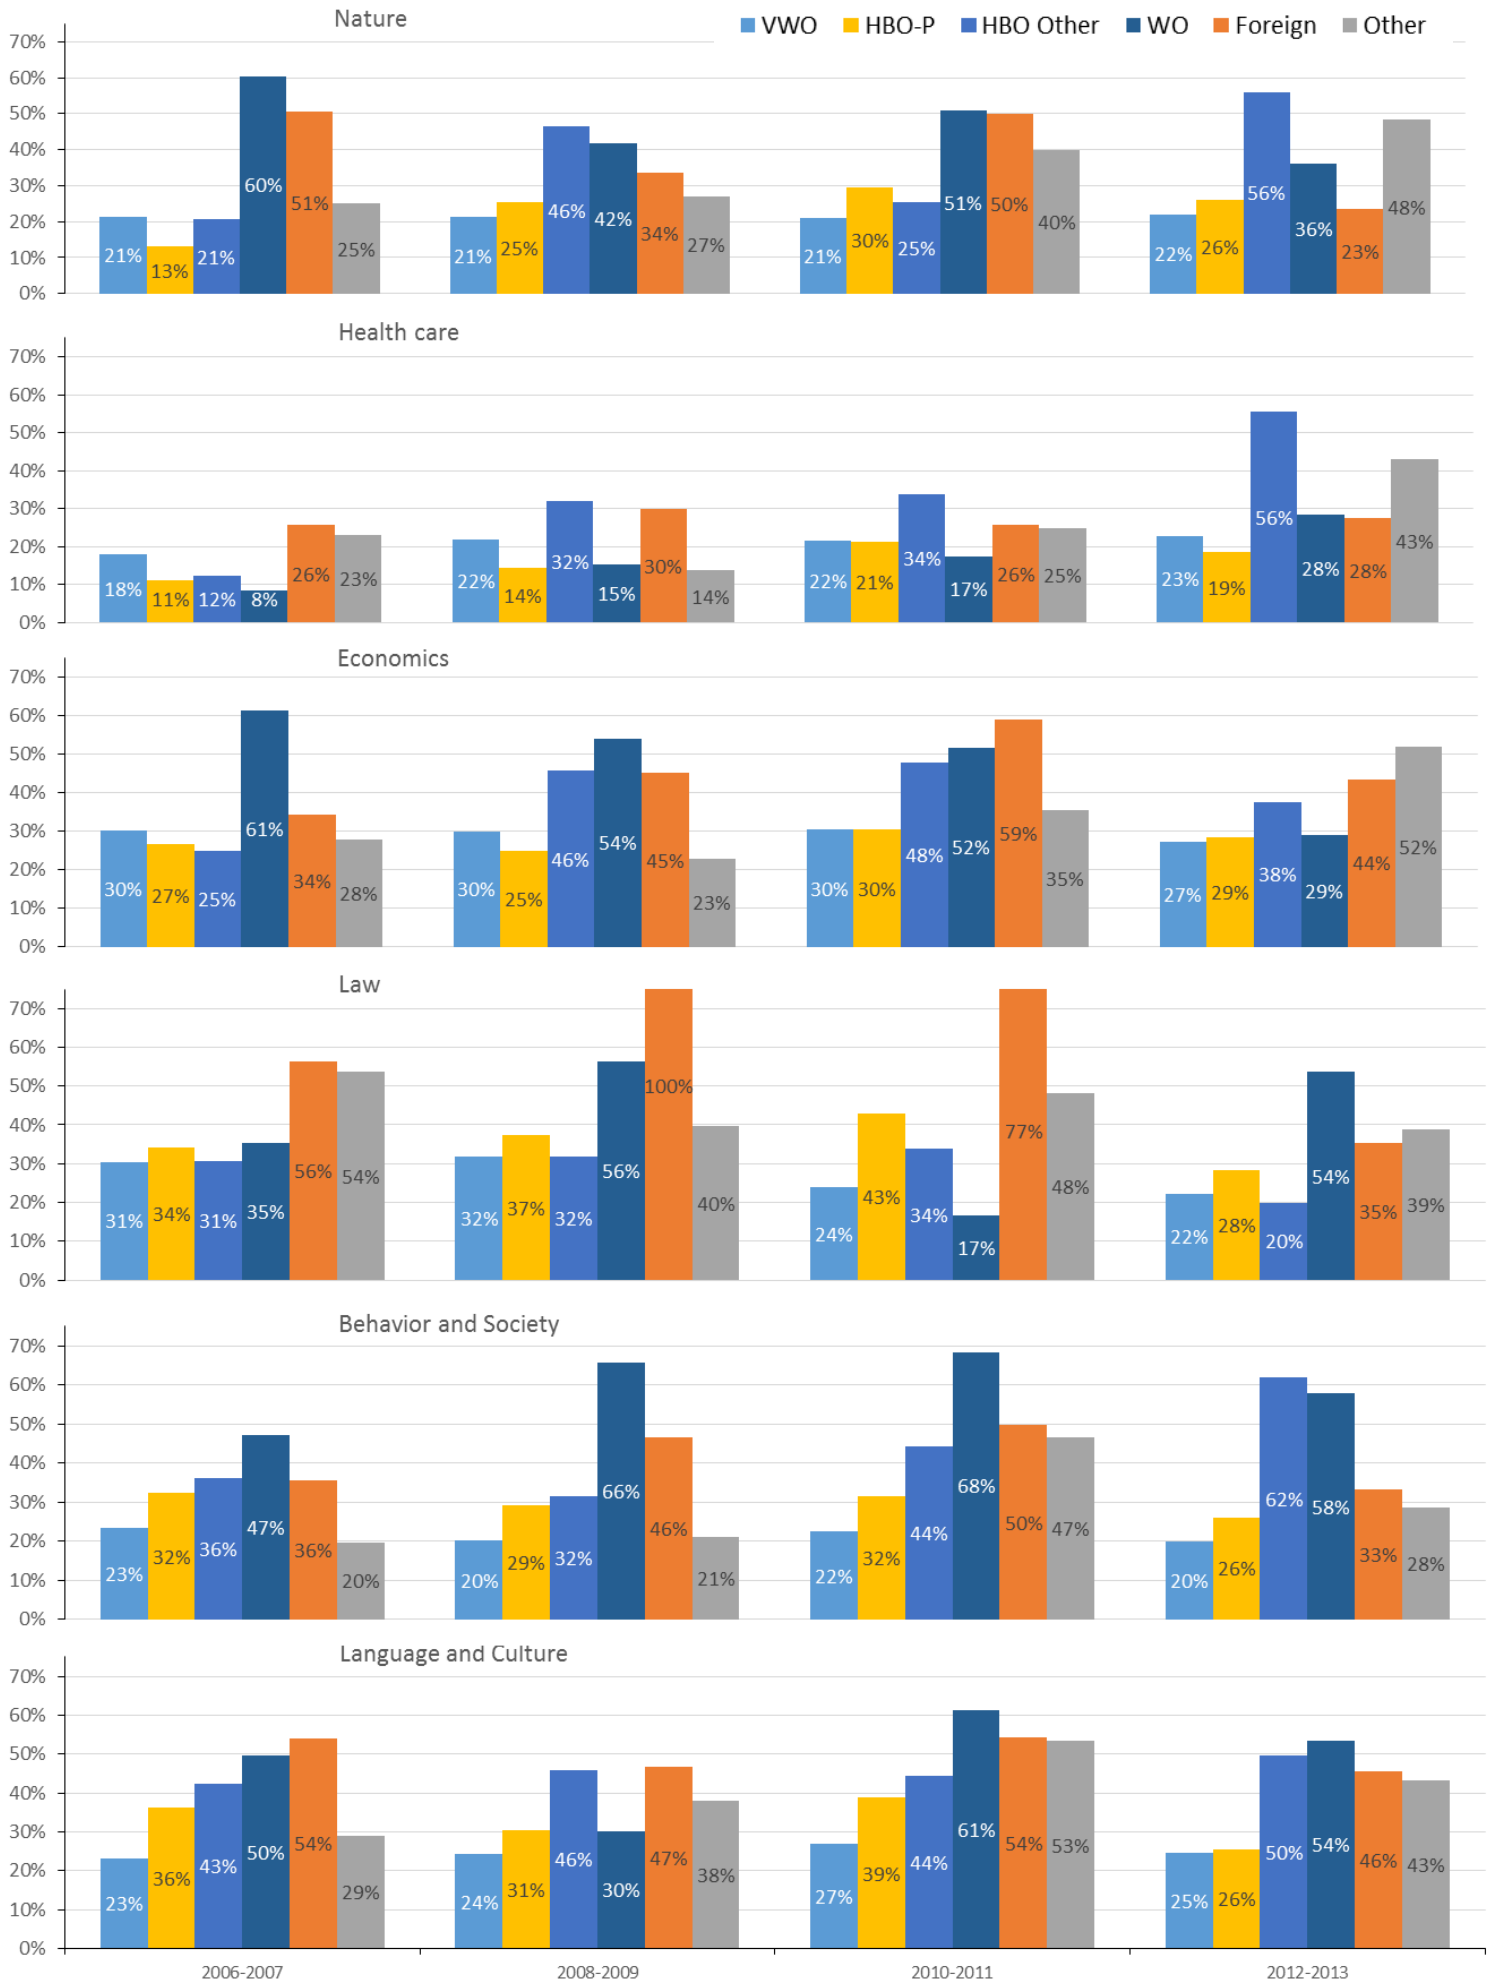 Nature
VWO HBO-P HBO Other WO Foreign Other
70%
60%
50%
40%
30%
20%
10%
0%
21% 13% 21% 60% 51% 25%
21% 25% 46% 42% 34% 27%
21% 30% 25% 51% 50% 40%
22% 26% 56% 36% 23% 48%
Health care
70%
60%
50%
40%
30%
20%
10%
0%
18% 11% 12% 8% 26% 23%
22% 14% 32% 15% 30% 14%
22% 21% 34% 17% 26% 25%
23% 19% 56% 28% 28% 43%
Economics
70%
60%
50%
40%
30%
20%
10%
0%
30% 27% 25% 61% 34% 28%
30% 25% 46% 54% 45% 23%
30% 30% 48% 52% 59% 35%
27% 29% 38% 29% 44% 52%
Law
70%
60%
50%
40%
30%
20%
10%
0%
31% 34% 31% 35% 56% 54%
32% 37% 32% 56% 100% 40%
24% 43% 34% 17% 77% 48%
22% 28% 20% 54% 35% 39%
Behavior and Society
70%
60%
50%
40%
30%
20%
10%
0%
23% 32% 36% 47% 36% 20%
20% 29% 32% 66% 46% 21%
22% 32% 44% 68% 50% 47%
20% 26% 62% 58% 33% 28%
Language and Culture
70%
60%
50%
40%
30%
20%
10%
0%
23% 36% 43% 50% 54% 29%
24% 31% 46% 30% 47% 38%
27% 39% 44% 61% 54% 53%
25% 26% 50% 54% 46% 43%
2006-2007 2008-2009 2010-2011 2012-2013